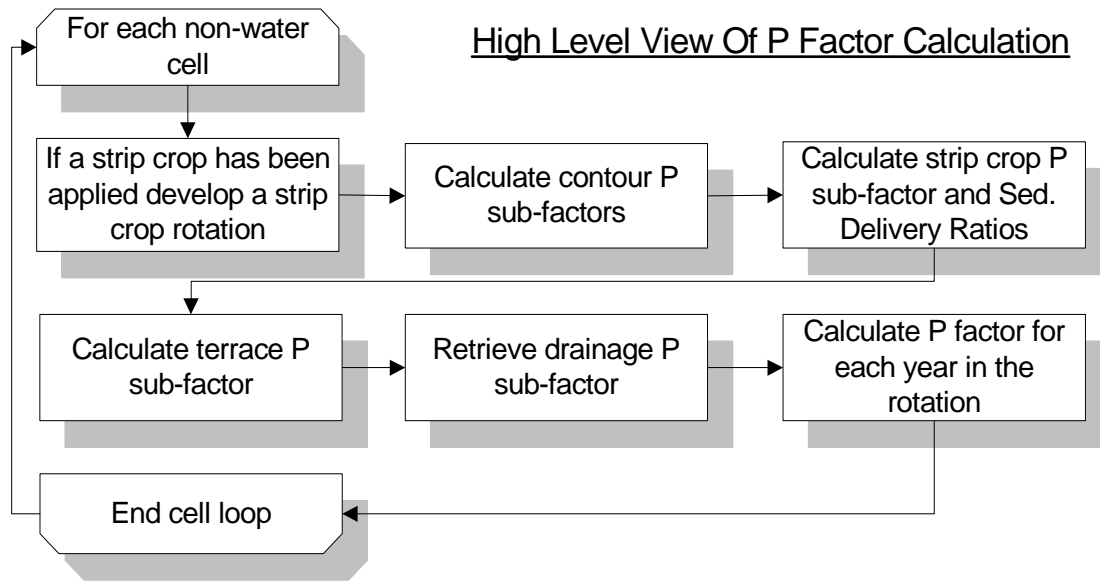 High Level View Of P Factor Calculation
For each non-water
cell
If a strip crop has been
applied develop a strip
crop rotation
Calculate contour P
sub-factors
Calculate strip crop P
sub-factor and Sed.
Delivery Ratios
Calculate terrace P
sub-factor
Retrieve drainage P
sub-factor
Calculate P factor for
each year in the
rotation
End cell loop